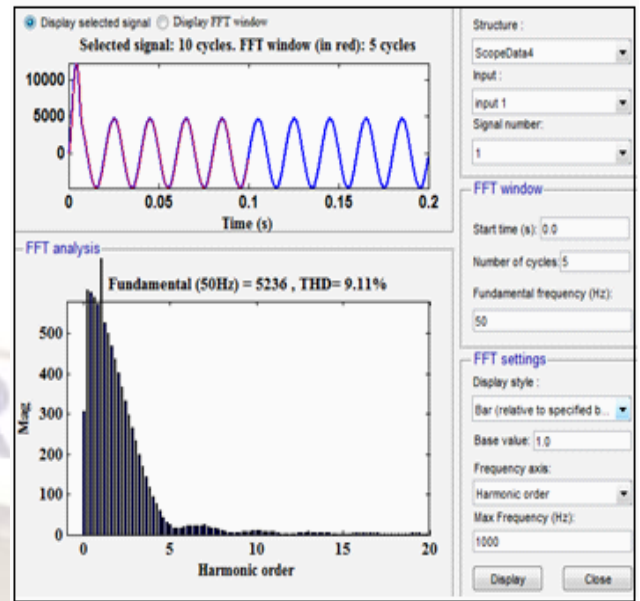 Display selected signal Display FFT window
Selected signal: 10 cycles. FFT window (in red): 5 cycles
10000
5000
0
0 0.05 0.1 0.15 0.2
Time (s)
FFT analysis
Fundamental (50Hz) = 5236 , THD= 9.11%
500
400
300
200
100
0
Mag
0 5 10 15 20
Harmonic order
Structure :
ScopeData4
Input :
input 1
Signal number:
1
FFT window
Start time (s): 0.0
Number of cycles: 5
Fundamental frequency (Hz):
50
FFT settings
Display style :
Bar (relative to specified b...
Base value: 1.0
Frequency axis:
Harmonic order
Max Frequency (Hz):
1000
Display Close